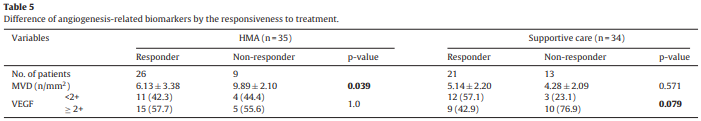 Table 5
Difference of angiogenesis-related biomarkers by the responsiveness to treatment.
Variables HMA (n = 35) Supportive care (n = 34)
Responder Non-responder p-value Responder Non-responder p-value
No. of patients 26 9 21 13
MVD (n/mm²) 6.13 ± 3.38 9.89 ± 2.10 0.039 5.14 ± 2.20 4.28 ± 2.09 0.571
VEGF <2+ 11 (42.3) 4 (44.4) 1.0 12 (57.1) 3 (23.1) 0.079
≥ 2+ 15 (57.7) 5 (55.6) 9 (42.9) 10 (76.9)